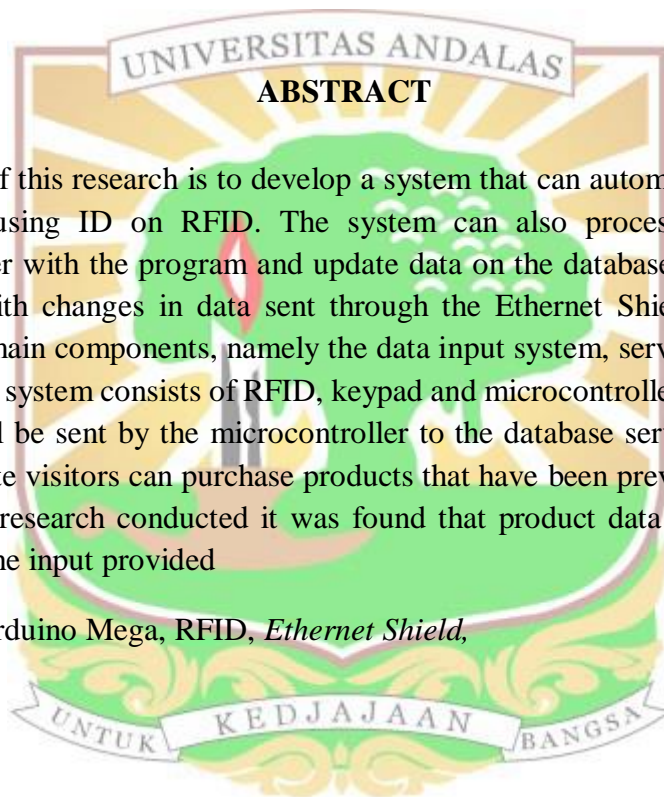 UNIVERSITAS ANDALAS
ABSTRACT
f this research is to develop a system that can autom
using ID on RFID. The system can also proces
er with the program and update data on the database
ith changes in data sent through the Ethernet Shie
main components, namely the data input system, serv
system consists of RFID, keypad and microcontrolle
l be sent by the microcontroller to the database serv
te visitors can purchase products that have been prev
research conducted it was found that product data
he input provided
rduino Mega, RFID, Ethernet Shield,
UNTUK KEDJAJAAN BANGSA